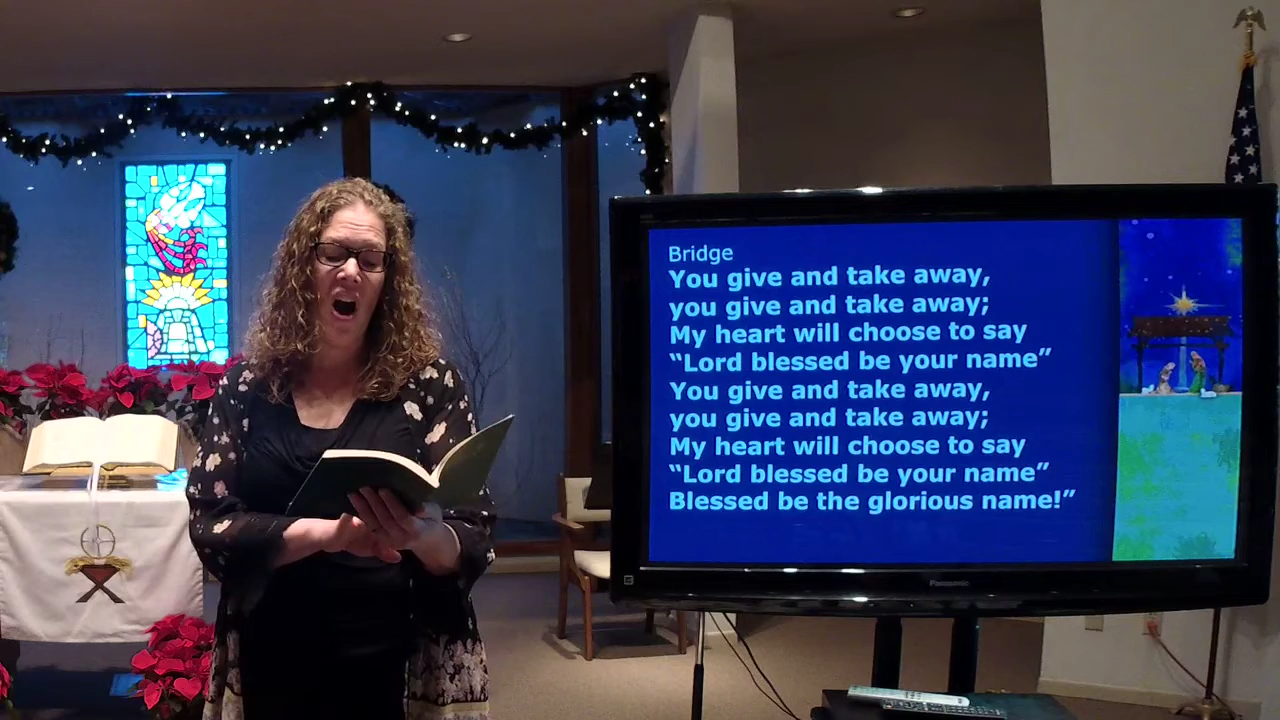 Bridge
You give and take away,
you give and take away;
My heart will choose to say
“Lord blessed be your name”
You give and take away,
you give and take away;
My heart will choose to say
“Lord blessed be your name”
Blessed be the glorious name!”
Panasonic